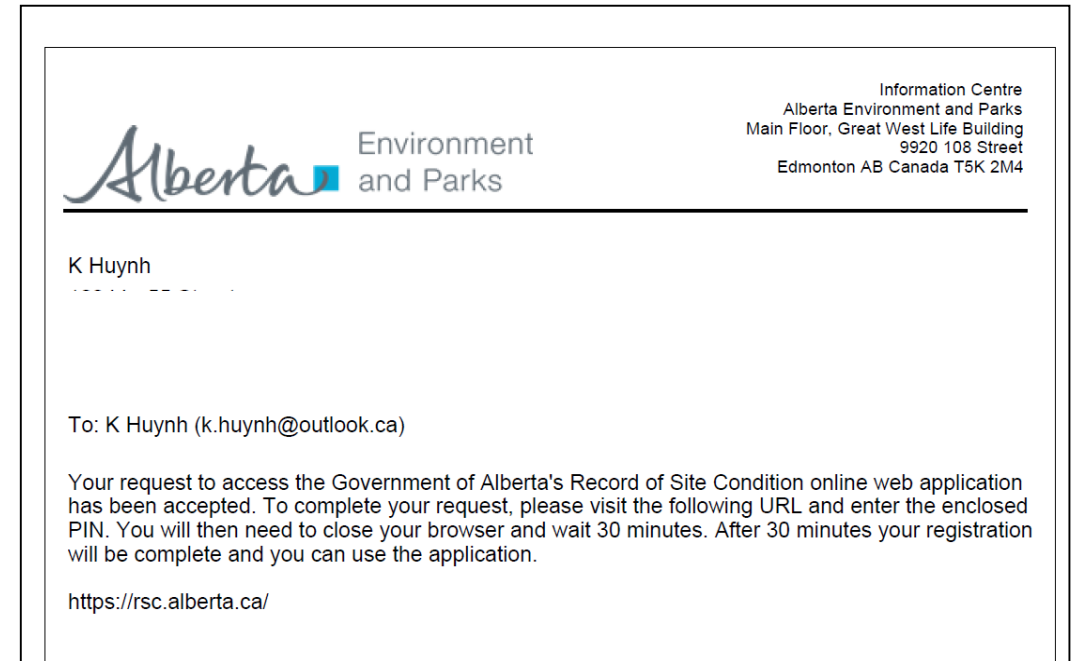 Information Centre
Alberta Environment and Parks
Main Floor, Great West Life Building
9920 108 Street
Edmonton AB Canada T5K 2M4
Alberta
Environment
and Parks
K Huynh
To: K Huynh (k.huynh@outlook.ca)
Your request to access the Government of Alberta's Record of Site Condition online web application
has been accepted. To complete your request, please visit the following URL and enter the enclosed
PIN. You will then need to close your browser and wait 30 minutes. After 30 minutes your registration
will be complete and you can use the application.
https://rsc.alberta.ca/